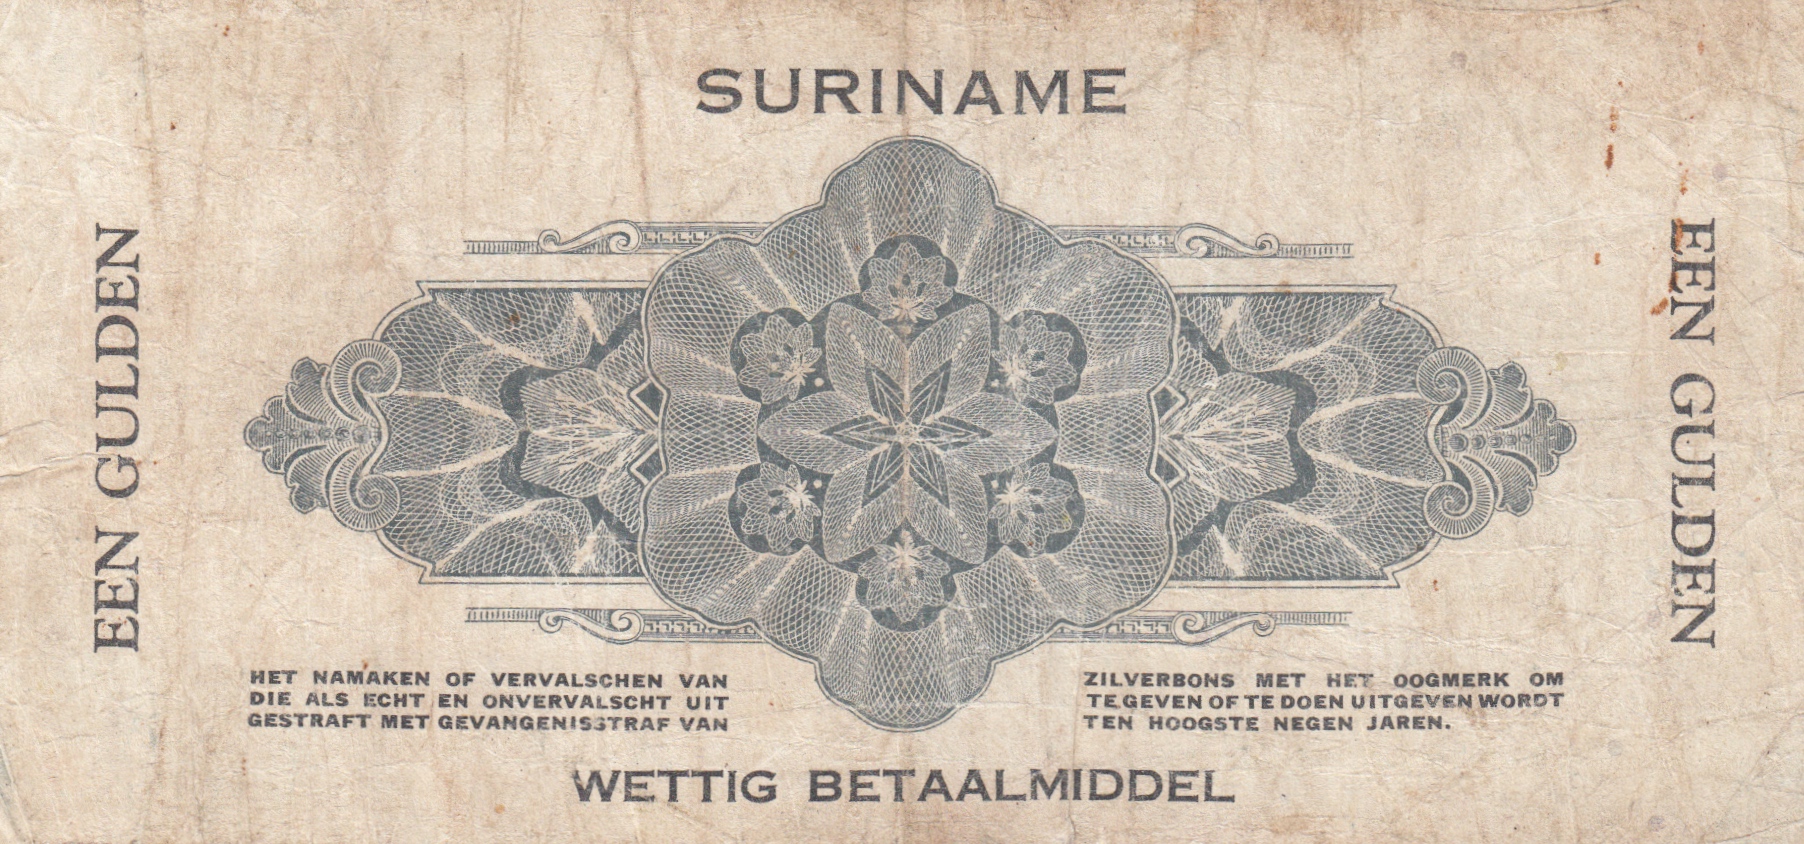 SURINAME
EEN GULDEN
EEN GULDEN
HET NAMAKEN OF VERVALSCHEN VAN
DIE ALS ECHT EN ONVERVALSCHT UIT
GESTRAFT MET GEVANGENISSTRAF VAN
ZILVERBONS MET HET OOGMERK OM
TE GEVEN OF TE DOEN UITGEVEN WORDT
TEN HOOGSTE NEGEN JAREN.
WETTIG BETAALMIDDEL